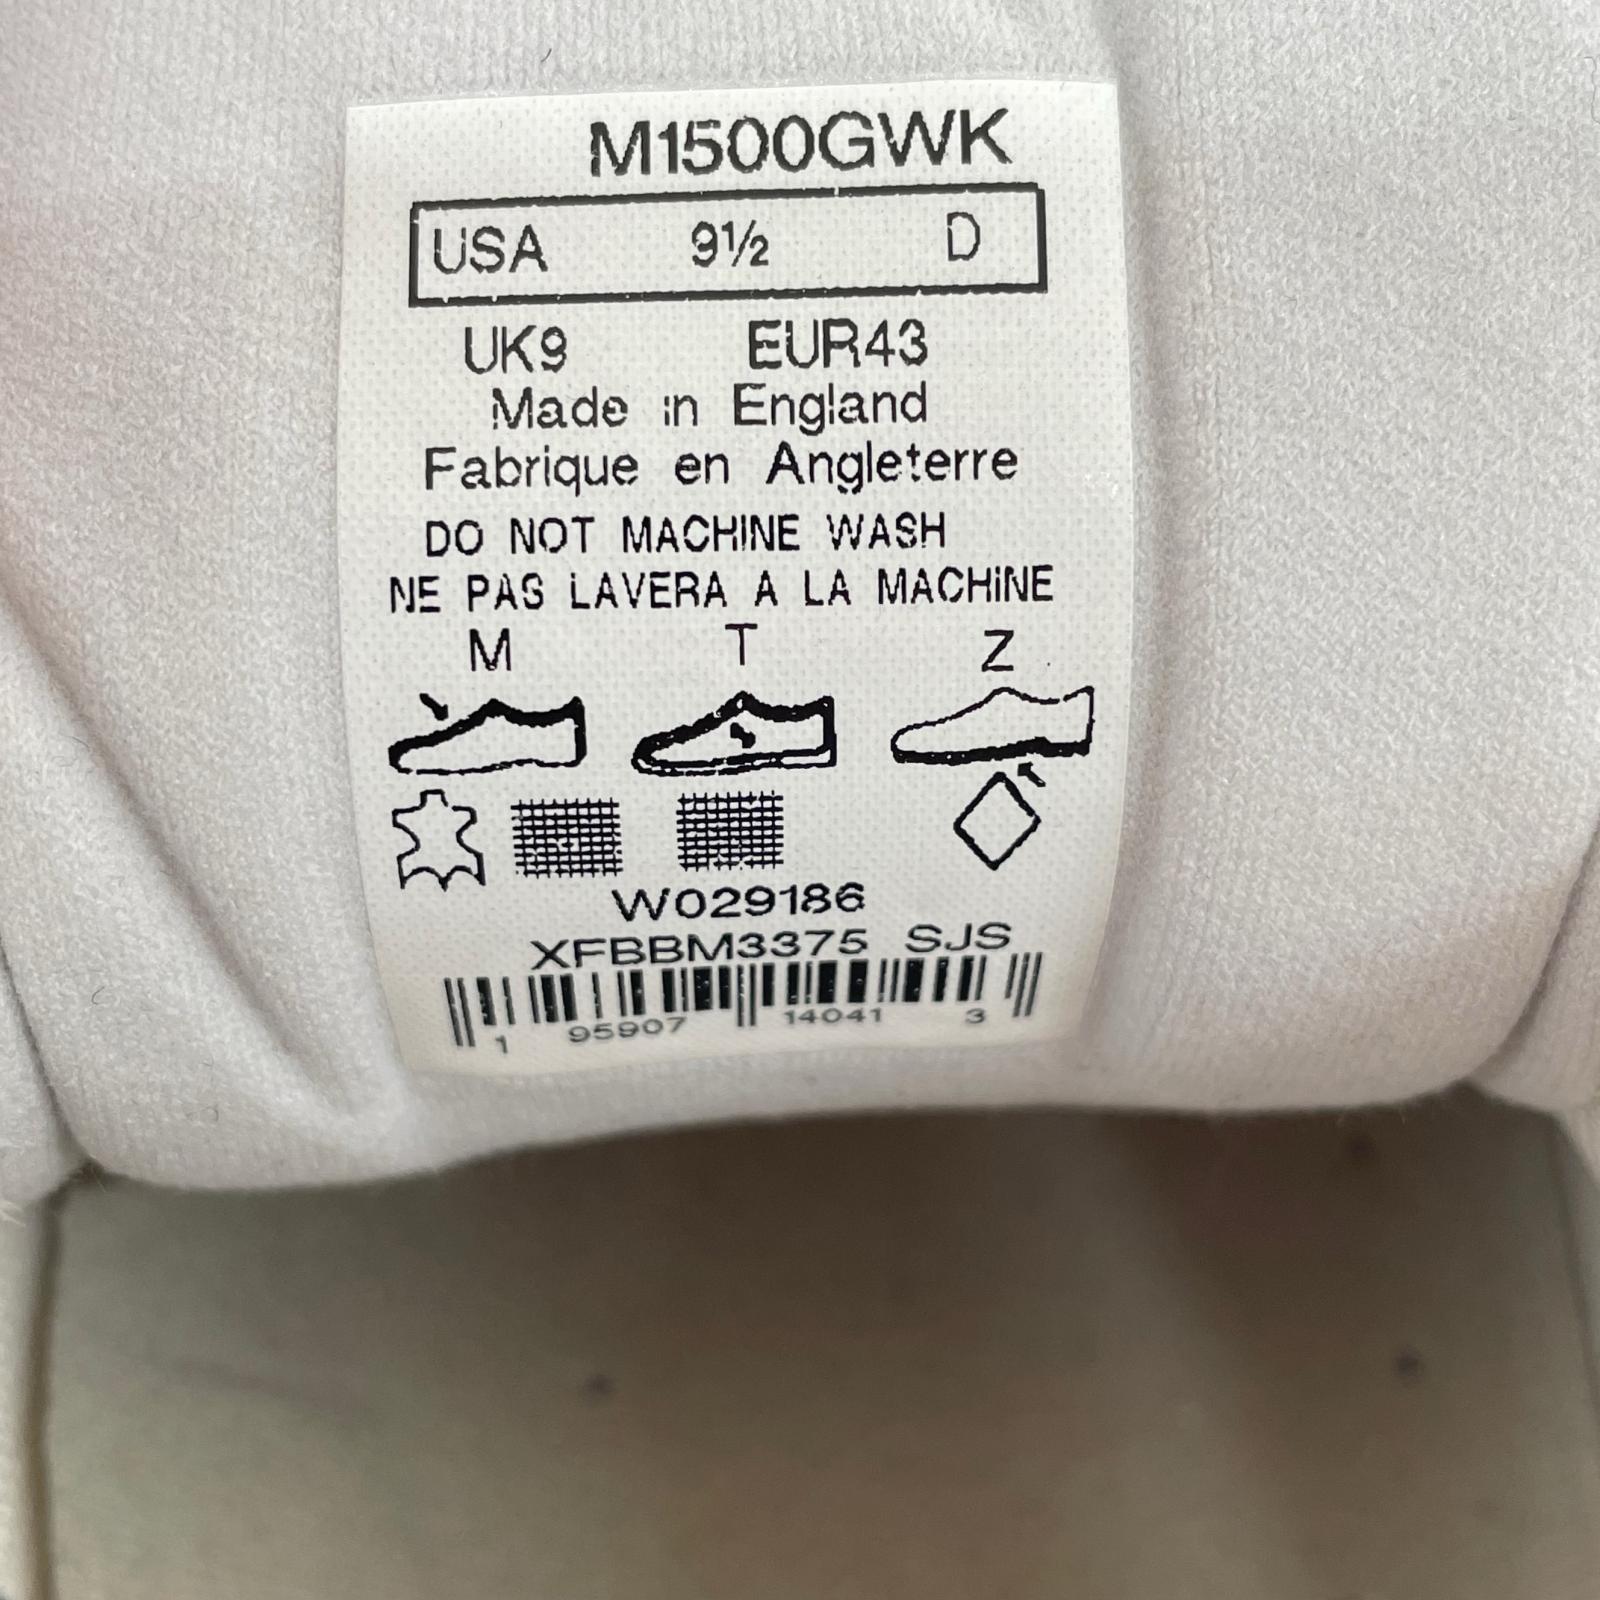 M1500GWK
USA 9½ D
UK9 EUR43
Made in England
Fabrique en Angleterre
DO NOT MACHINE WASH
NE PAS LAVERA A LA MACHINE
M T Z
W029186
XFBBM3375 SJS
1 95907 14041 3